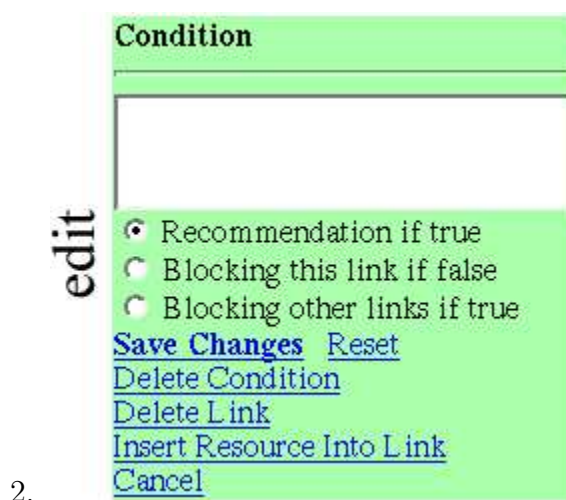 Condition
edit
Recommendation if true
Blocking this link if false
Blocking other links if true
Save Changes Reset
Delete Condition
Delete Link
Insert Resource Into Link
2. Cancel